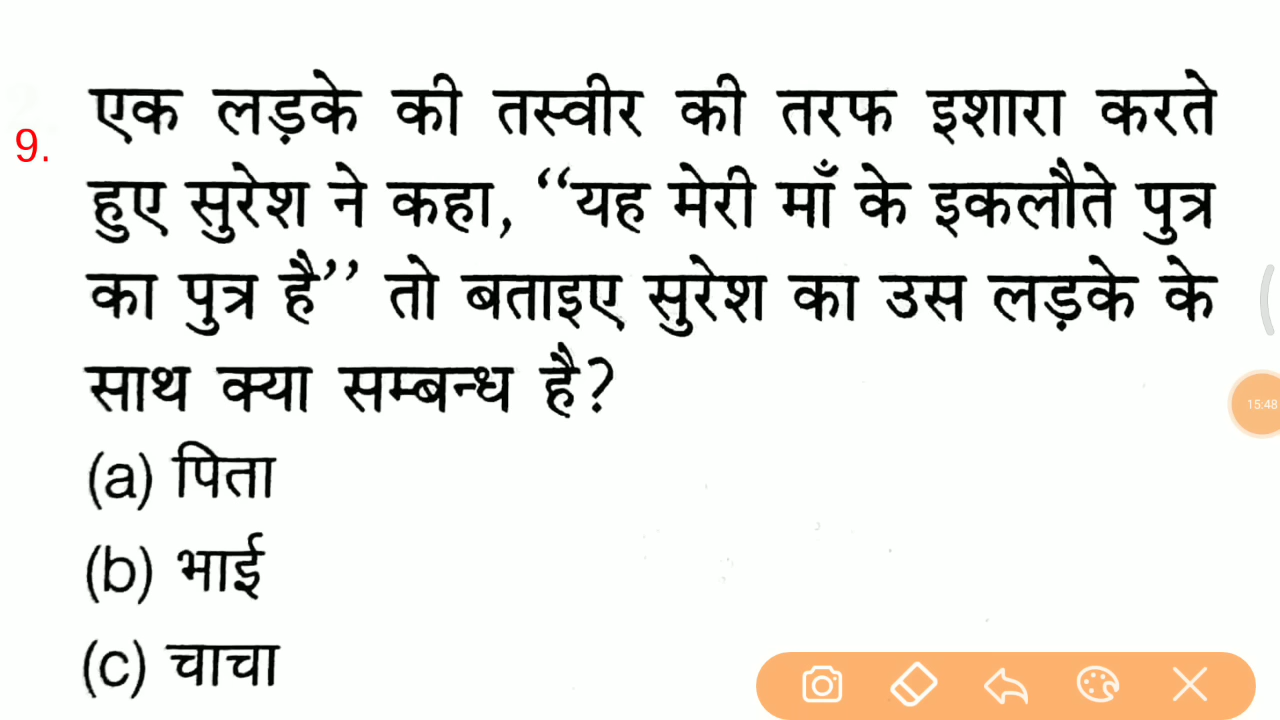 9. एक लड़के की तस्वीर की तरफ इशारा करते
हुए सुरेश ने कहा, ‘‘यह मेरी माँ के इकलौते पुत्र
का पुत्र है’’ तो बताइए सुरेश का उस लड़के के
साथ क्या सम्बन्ध है?
(a) पिता
(b) भाई
(c) चाचा
15:48